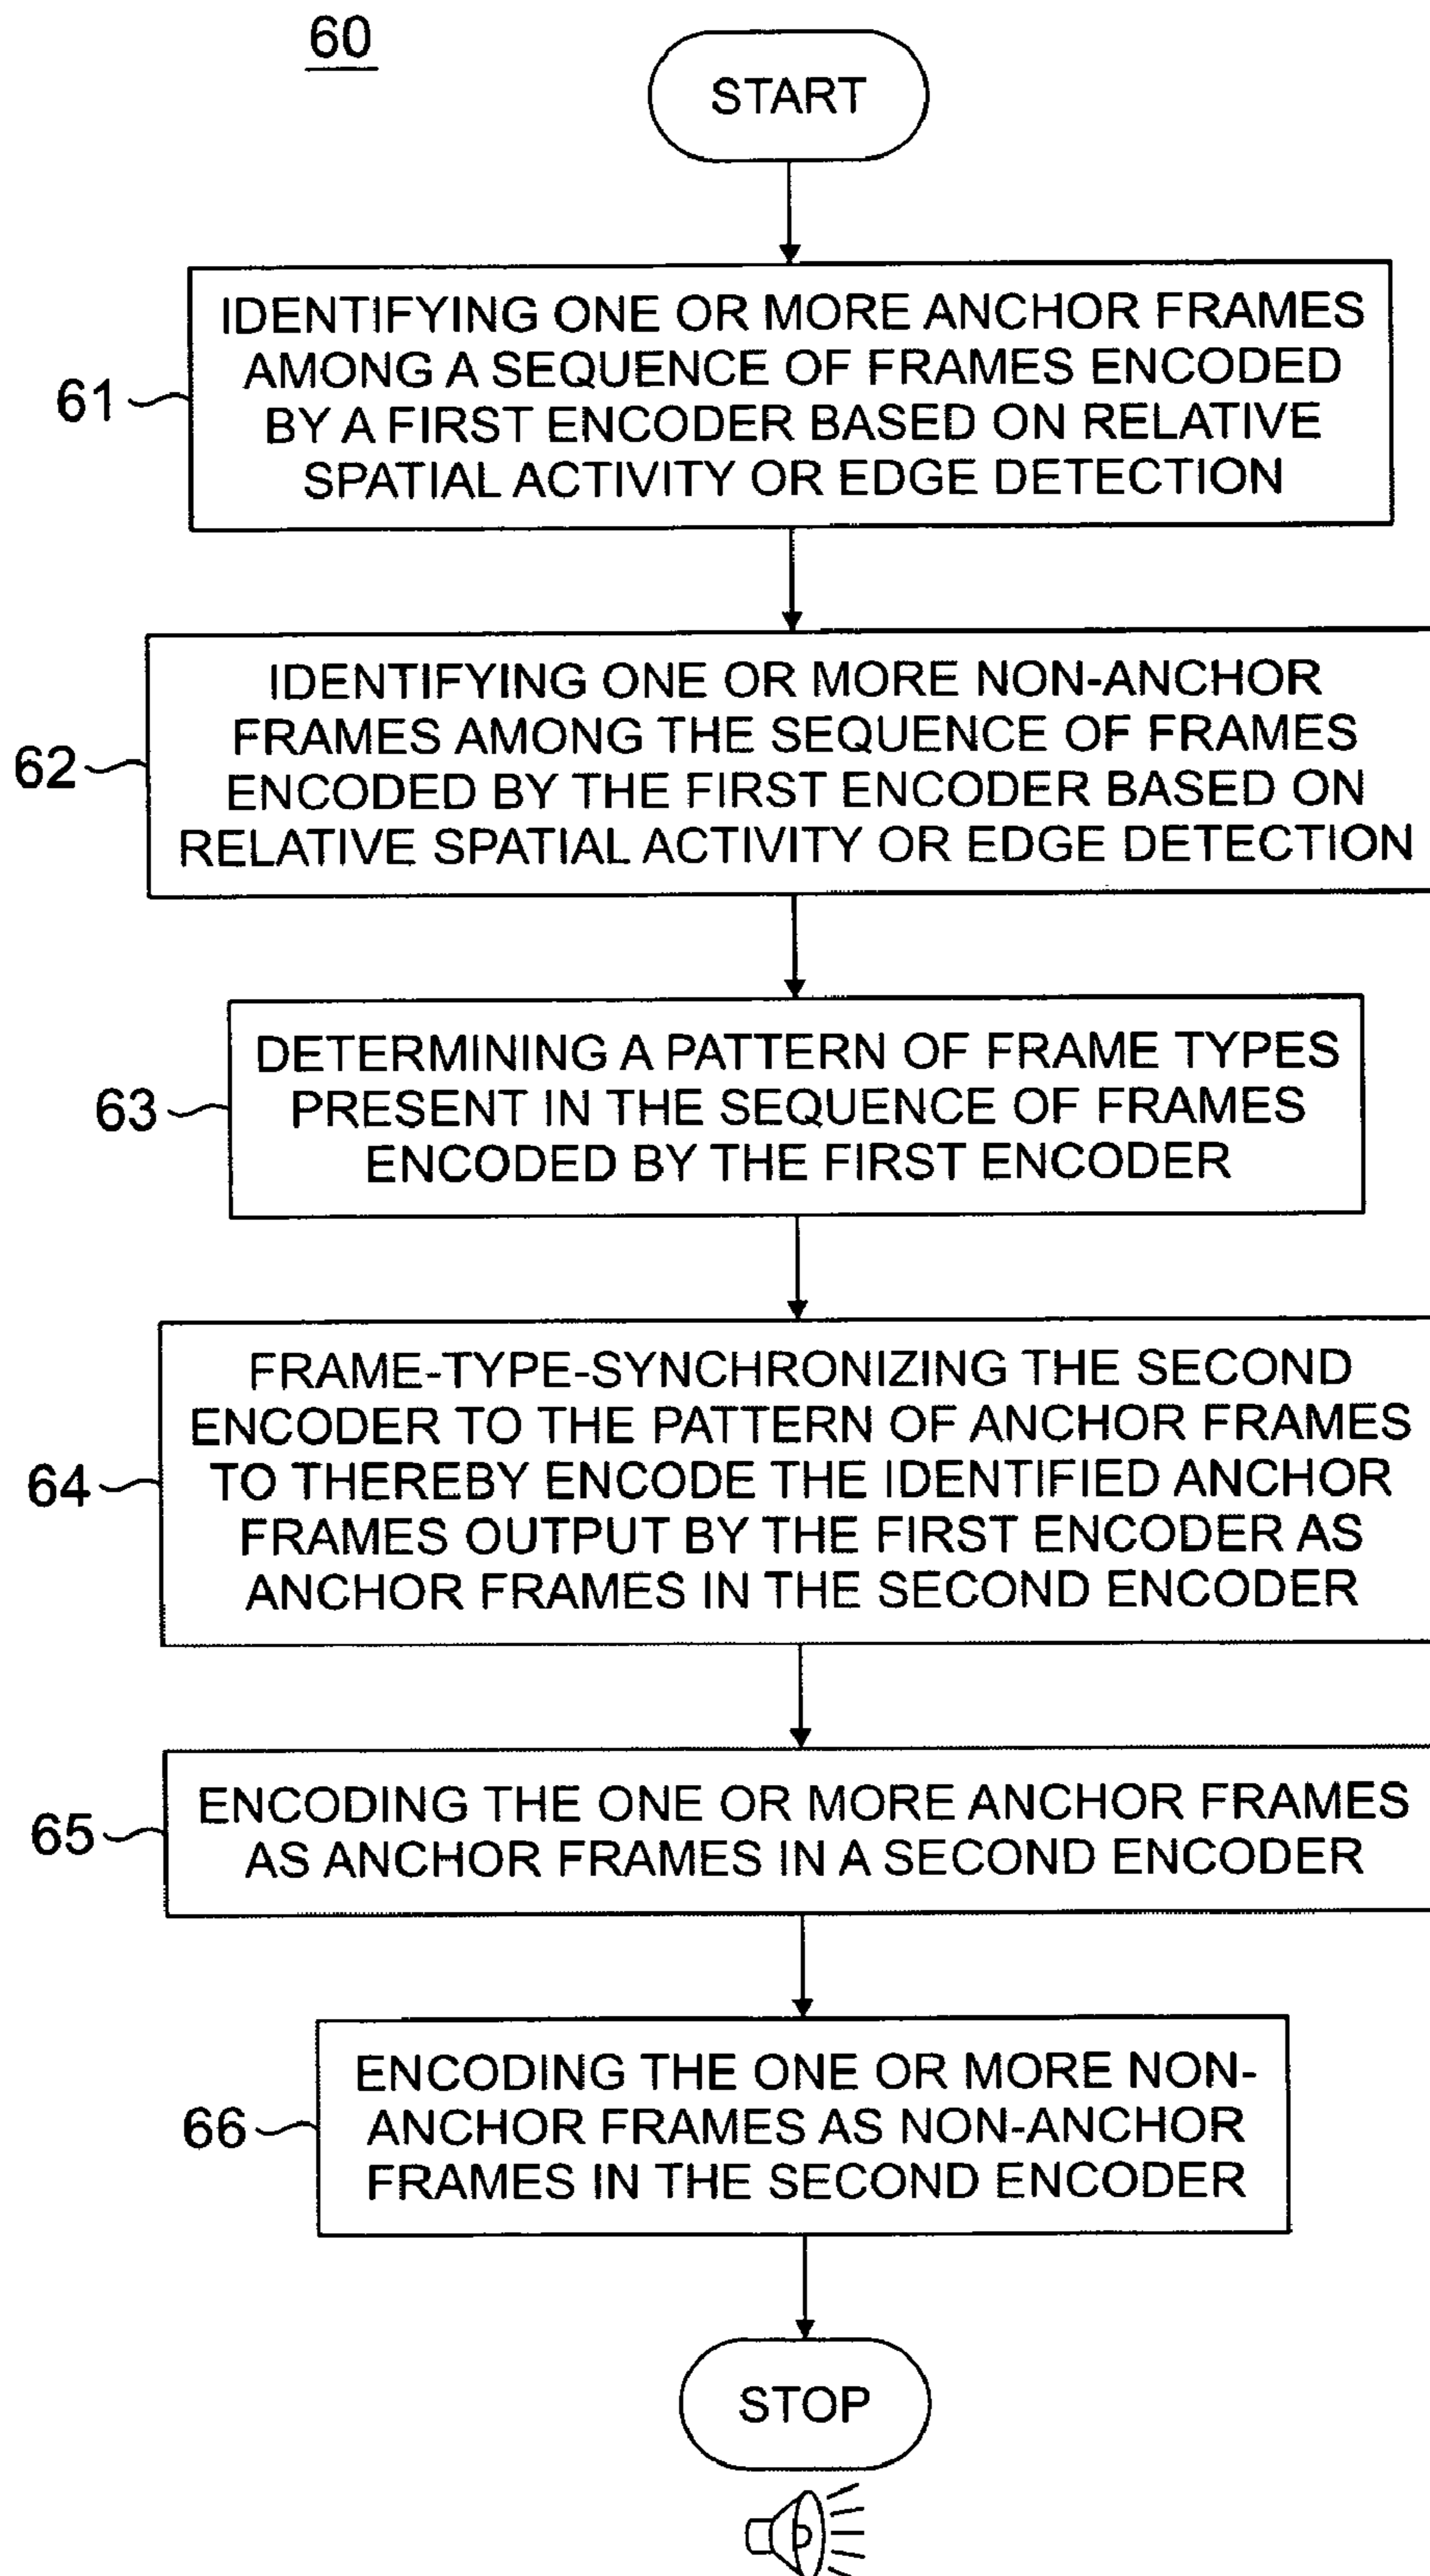 60
START
61
IDENTIFYING ONE OR MORE ANCHOR FRAMES
AMONG A SEQUENCE OF FRAMES ENCODED
BY A FIRST ENCODER BASED ON RELATIVE
SPATIAL ACTIVITY OR EDGE DETECTION
62
IDENTIFYING ONE OR MORE NON-ANCHOR
FRAMES AMONG THE SEQUENCE OF FRAMES
ENCODED BY THE FIRST ENCODER BASED ON
RELATIVE SPATIAL ACTIVITY OR EDGE DETECTION
63
DETERMINING A PATTERN OF FRAME TYPES
PRESENT IN THE SEQUENCE OF FRAMES
ENCODED BY THE FIRST ENCODER
64
FRAME-TYPE-SYNCHRONIZING THE SECOND
ENCODER TO THE PATTERN OF ANCHOR FRAMES
TO THEREBY ENCODE THE IDENTIFIED ANCHOR
FRAMES OUTPUT BY THE FIRST ENCODER AS
ANCHOR FRAMES IN THE SECOND ENCODER
65
ENCODING THE ONE OR MORE ANCHOR FRAMES
AS ANCHOR FRAMES IN A SECOND ENCODER
66
ENCODING THE ONE OR MORE NON-
ANCHOR FRAMES AS NON-ANCHOR
FRAMES IN THE SECOND ENCODER
STOP